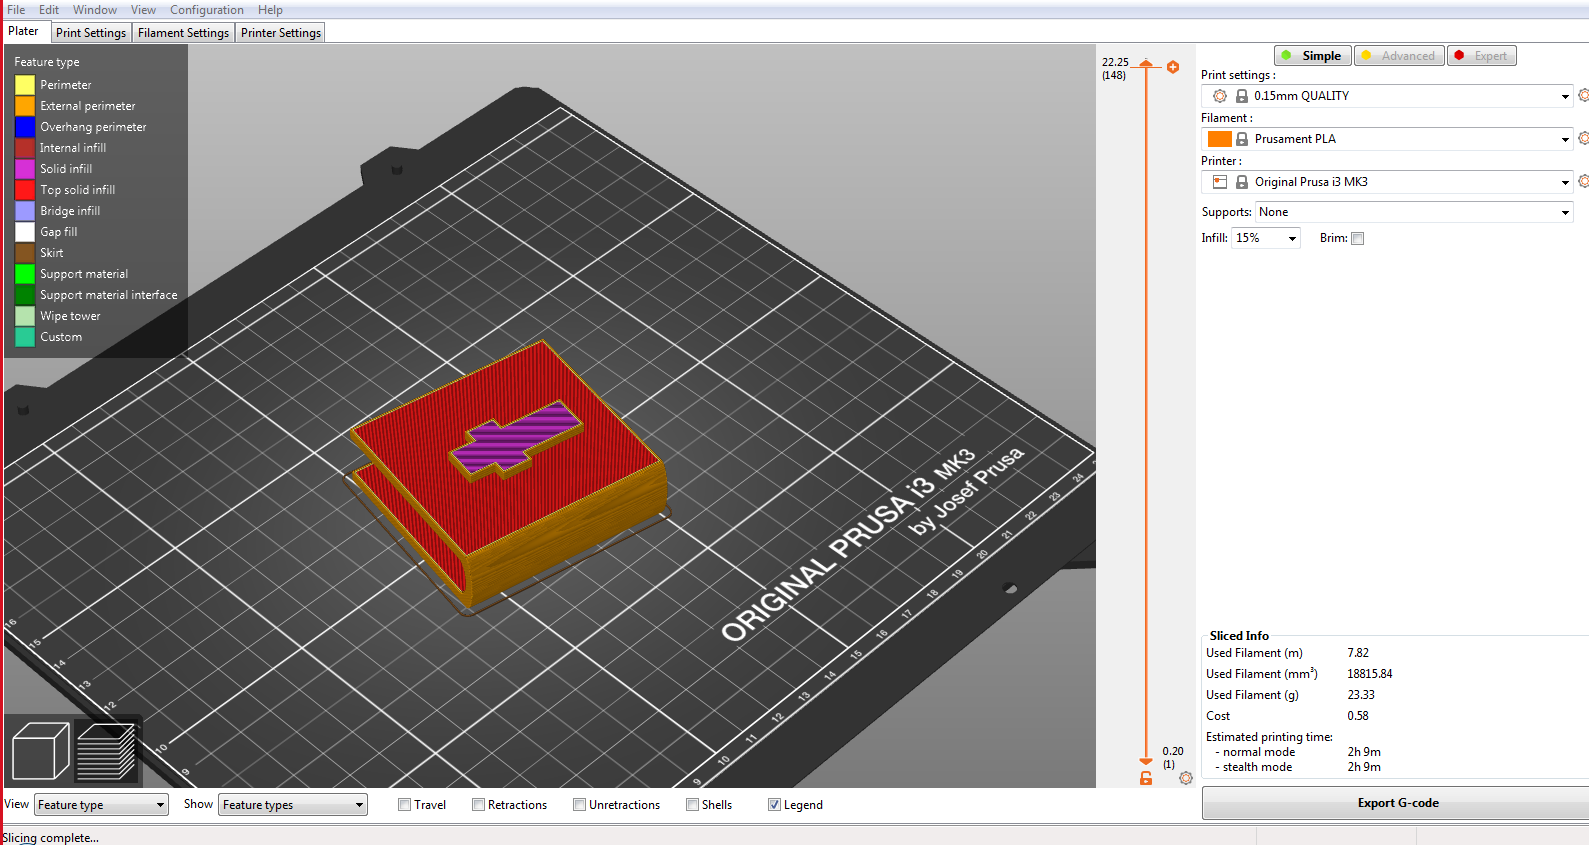 File Edit Window View Configuration Help
Plater Print Settings Filament Settings Printer Settings
Feature type
Perimeter
External perimeter
Overhang perimeter
Internal infill
Solid infill
Top solid infill
Bridge infill
Gap fill
Skirt
Support material
Support material interface
Wipe tower
Custom
ORIGINAL PRUSA i3 MK3
by Josef Prusa
16
15
14
13
12
10
9
9
10
11
12
13
14
15
16
17
18
19
20
21
22
23
24
22.25
(148)
0.20
(1)
Simple Advanced Expert
Print settings :
0.15mm QUALITY
Filament :
Prusament PLA
Printer :
Original Prusa i3 MK3
Supports: None
Infill: 15% Brim:
Sliced Info
Used Filament (m) 7.82
Used Filament (mm³) 18815.84
Used Filament (g) 23.33
Cost 0.58
Estimated printing time:
- normal mode 2h 9m
- stealth mode 2h 9m
Export G-code
View Feature type Show Feature types Travel Retractions Unretractions Shells Legend
Slicing complete...